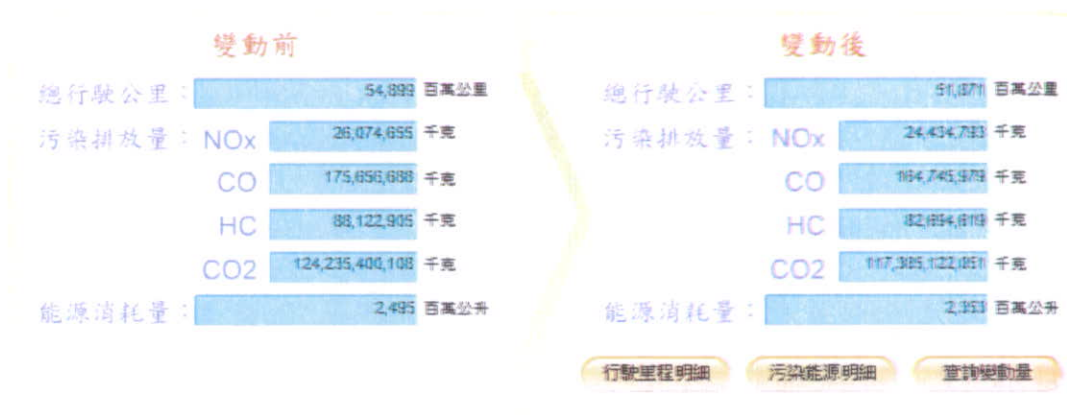 變動前
總行駛公里： 54,899 百萬公里
污染排放量： NOx 26,074,655 千克
CO 175,656,688 千克
HC 88,122,905 千克
CO2 124,235,400,108 千克
能源消耗量： 2,495 百萬公升
變動後
總行駛公里： 51,871 百萬公里
污染排放量： NOx 24,434,793 千克
CO 164,745,979 千克
HC 千克
CO2 千克
能源消耗量： 2,353 百萬公升
行駛里程明細 污染能源明細 查詢變動量